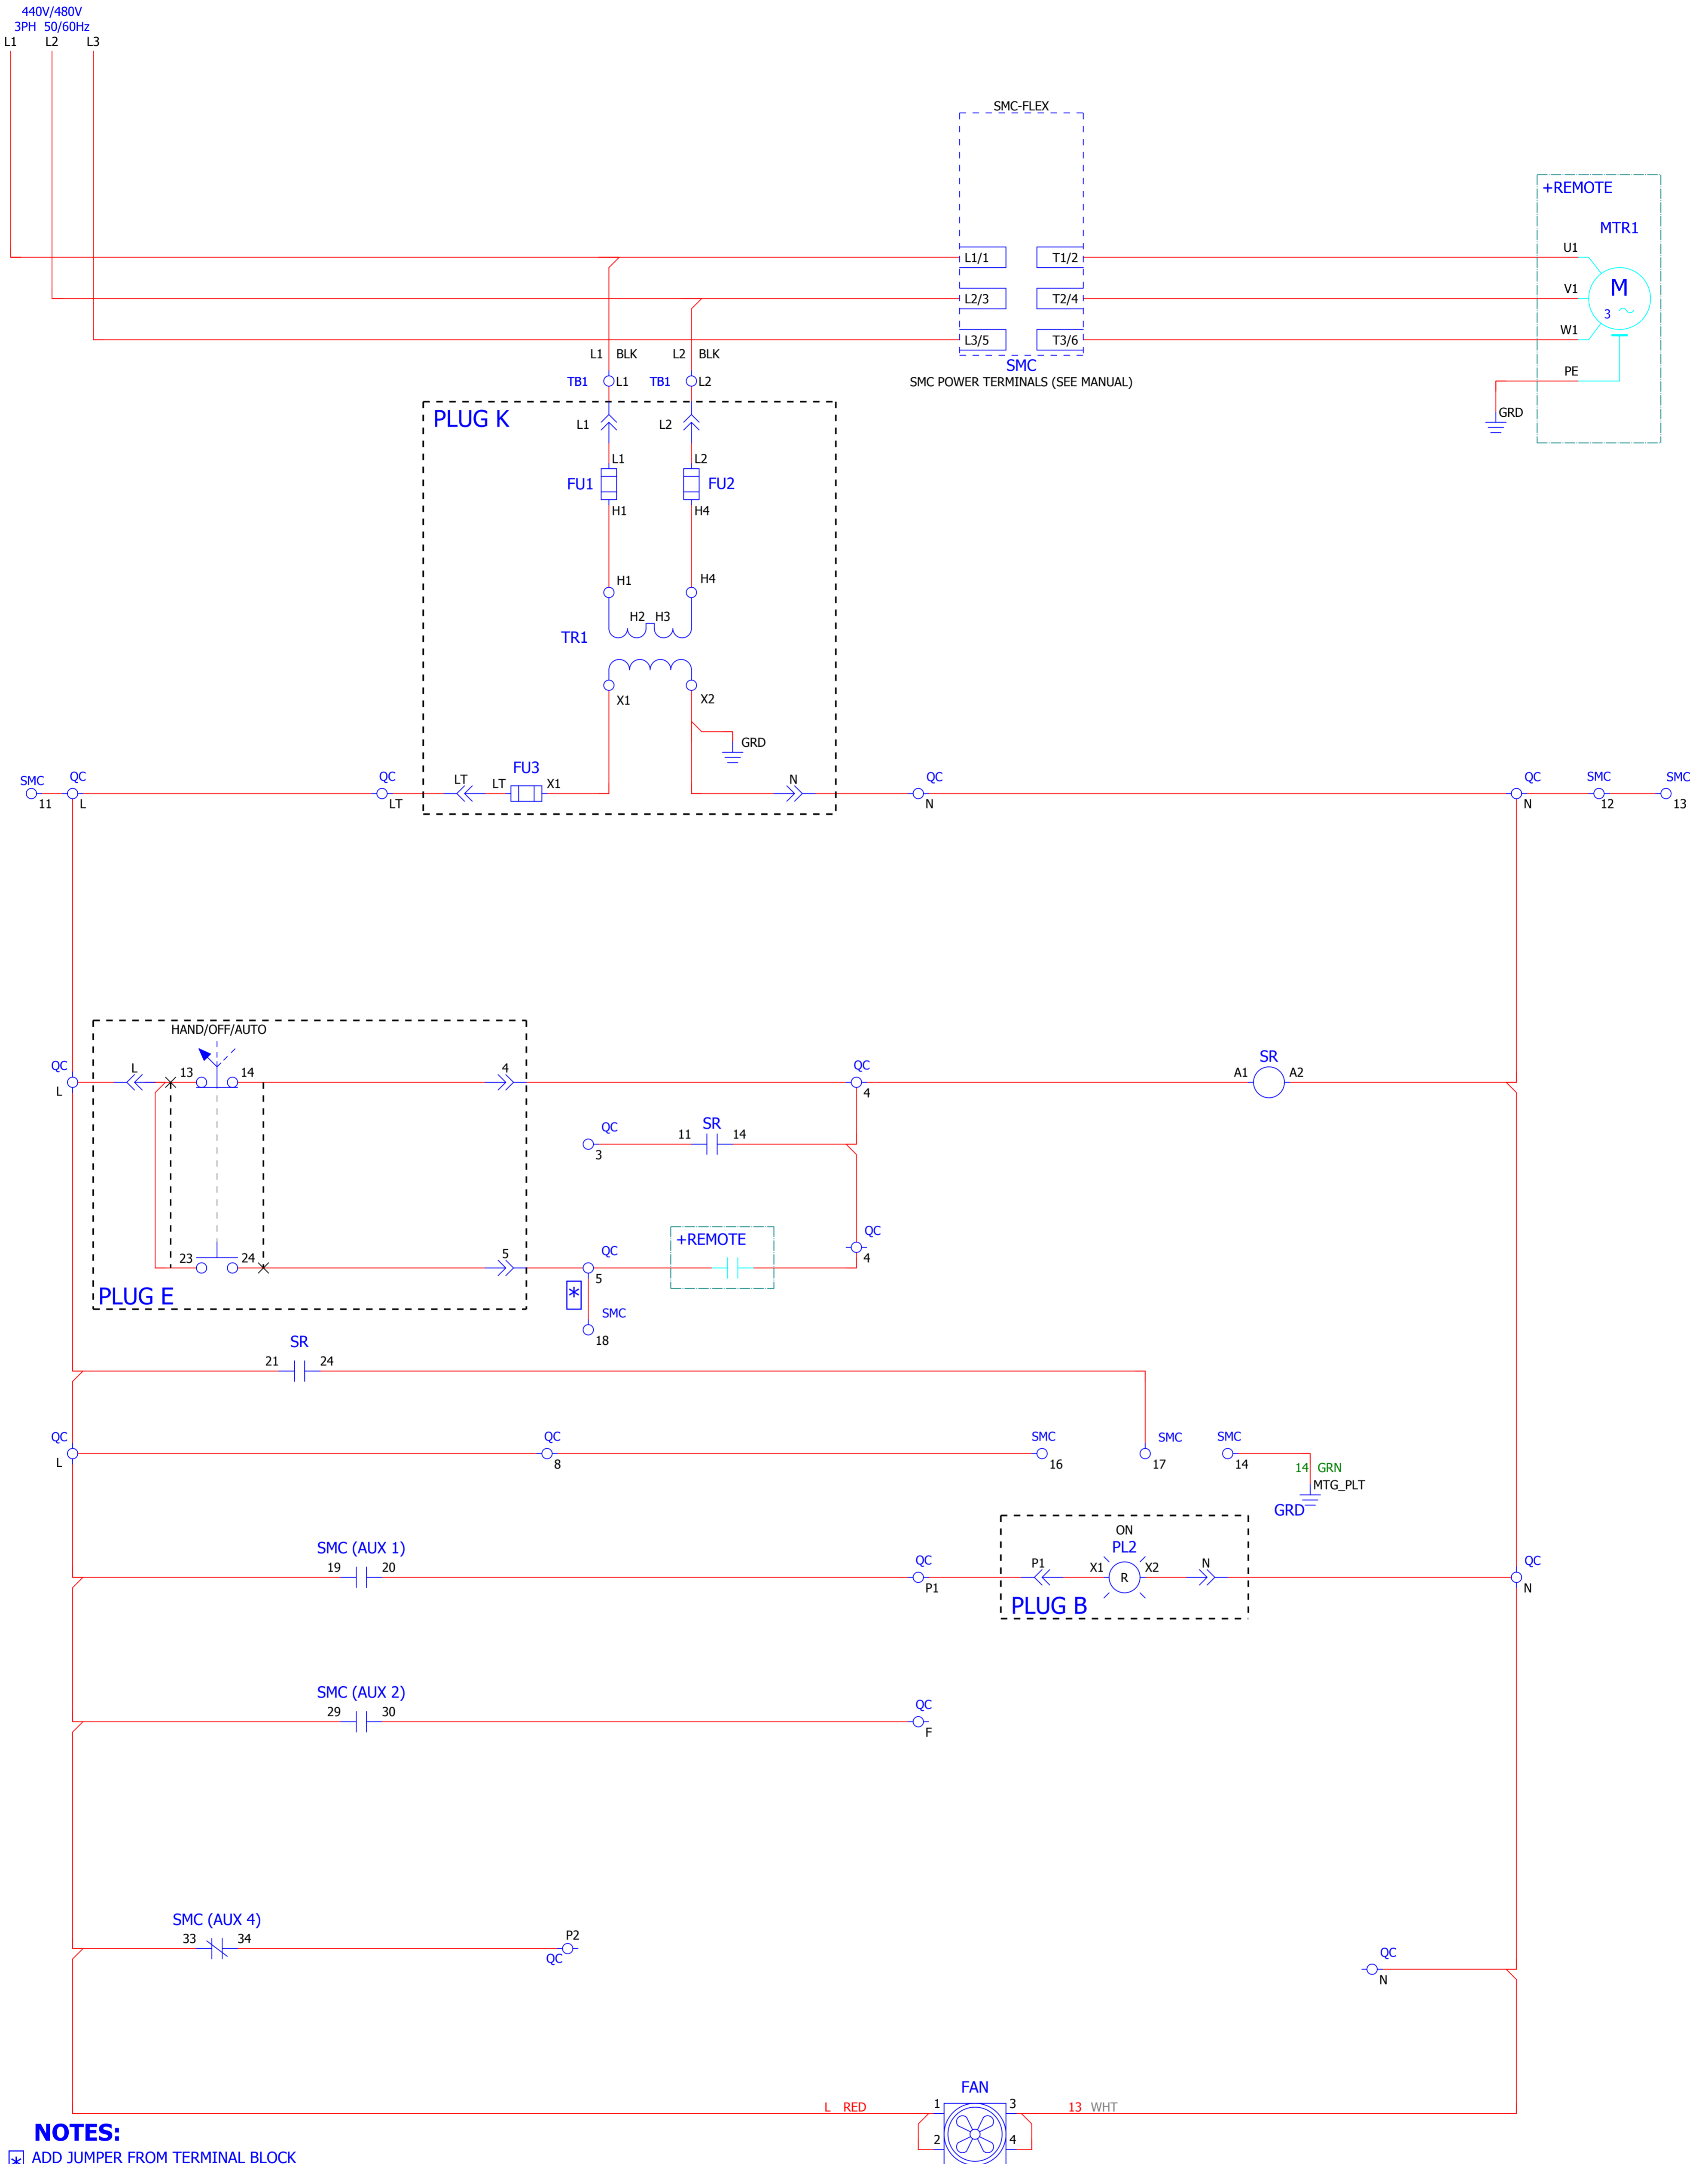 440V/480V
3PH 50/60Hz
L1 L2 L3
SMC-FLEX
+REMOTE
MTR1
U1
L1/1 T1/2
M
3
V1
L2/3 T2/4
W1
L3/5 T3/6
L1 BLK L2 BLK
SMC
PE
TB1 L1 TB1 L2
SMC POWER TERMINALS (SEE MANUAL)
GRD
PLUG K
L1 L2
L1 L2
FU1 FU2
H1 H4
H1 H4
H2 H3
TR1
X1 X2
GRD
SMC QC QC LT LT FU3 X1 N QC QC SMC SMC
11 L LT N N 12 13
HAND/OFF/AUTO
QC L 13 14 4 QC SR
A1 A2
L 4
QC SR
11 14
3
QC
+REMOTE
4
23 24 5 QC
5
*
PLUG E
SMC
18
SR
21 24
QC QC SMC SMC SMC
L 8 16 17 14
14 GRN
MTG_PLT
GRD
ON
SMC (AUX 1) PL2
19 20 QC P1 X1 X2 N QC
R
P1 N
PLUG B
SMC (AUX 2)
29 30 QC
F
SMC (AUX 4)
33 34 P2
QC
QC
N
FAN
L RED 1 3 13 WHT
2 4
NOTES:
* ADD JUMPER FROM TERMINAL BLOCK